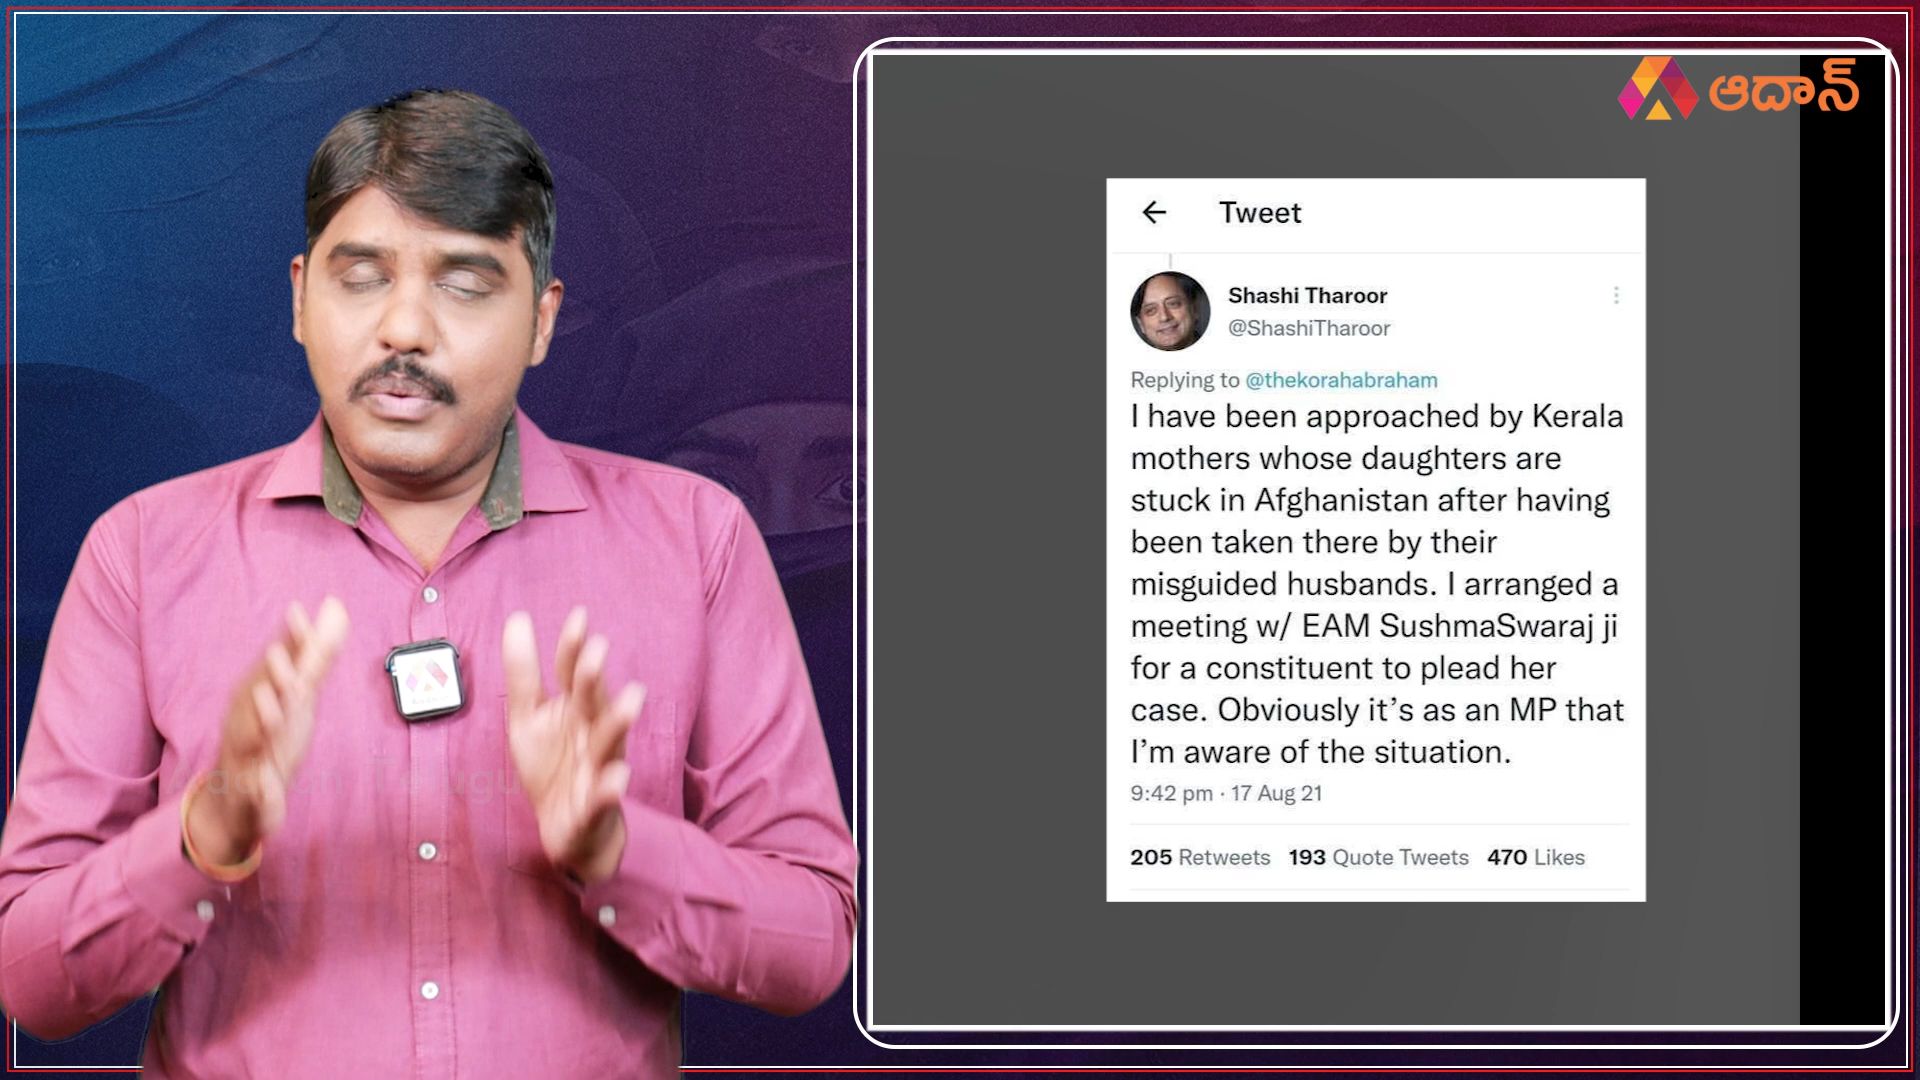 ఆదాన్
Tweet
Shashi Tharoor
@ShashiTharoor
Replying to @thekorahabraham
I have been approached by Kerala
mothers whose daughters are
stuck in Afghanistan after having
been taken there by their
misguided husbands. I arranged a
meeting w/ EAM SushmaSwaraj ji
for a constituent to plead her
case. Obviously it's as an MP that
I'm aware of the situation.
9:42 pm · 17 Aug 21
205 Retweets 193 Quote Tweets 470 Likes
Aadhan Telugu